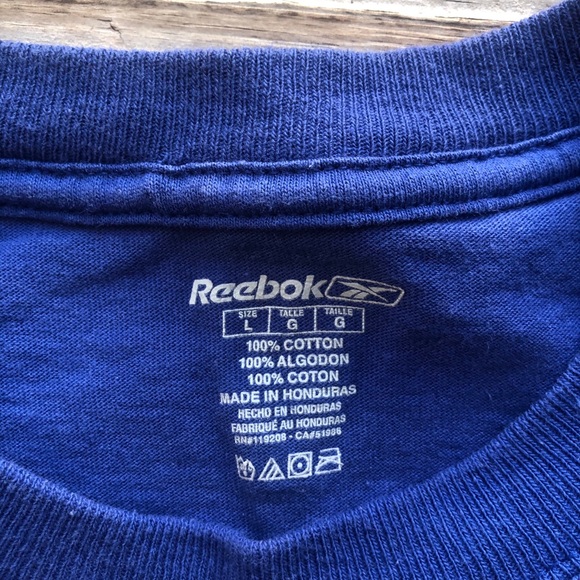 Reebok
SIZE TALLE TAILLE
L G G
100% COTTON
100% ALGODON
100% COTON
MADE IN HONDURAS
HECHO EN HONDURAS
FABRIQUÉ AU HONDURAS
RN#119208 - CA#51986